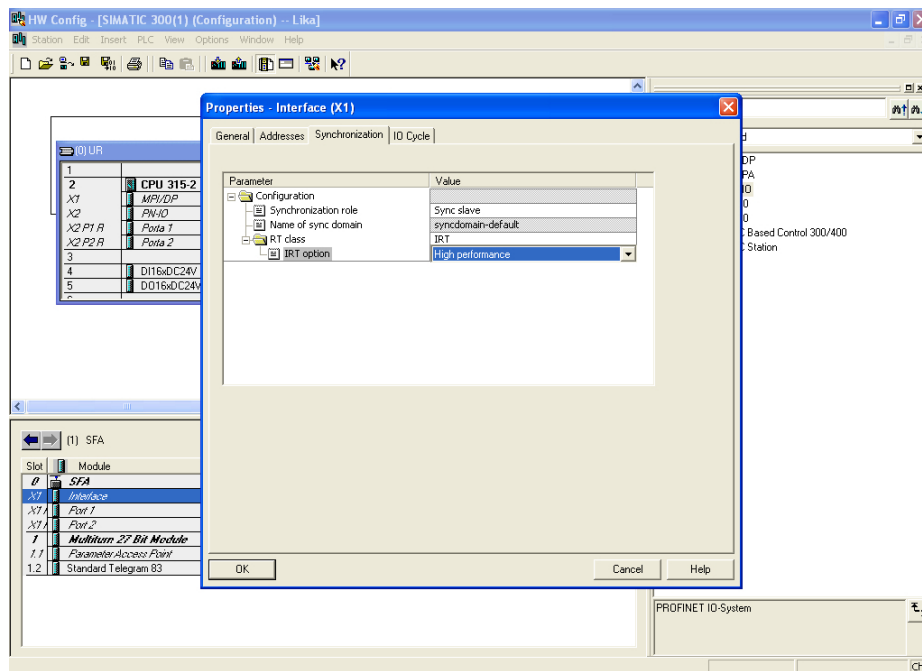 HW Config - [SIMATIC 300(1) (Configuration) -- Lika]
Station Edit Insert PLC View Options Window Help
Properties - Interface (X1)
General Addresses Synchronization IO Cycle
(0) UR
1
2 CPU 315-2
X1 MPI/DP
X2 PN-IO
X2 P1 R Porta 1
X2 P2 R Porta 2
3
4 DI16xDC24V
5 DO16xDC24V
Parameter Value
Configuration
Synchronization role Sync slave
Name of sync domain syncdomain-default
RT class IRT
IRT option High performance
OK Cancel Help
DP
PA
IO
0
0
C Based Control 300/400
Station
(1) SFA
Slot Module
0 SFA
X1 Interface
X1 Port 1
X1 Port 2
1 Multiturn 27 Bit Module
1.1 Parameter Access Point
1.2 Standard Telegram 83
PROFINET IO-System
Ch